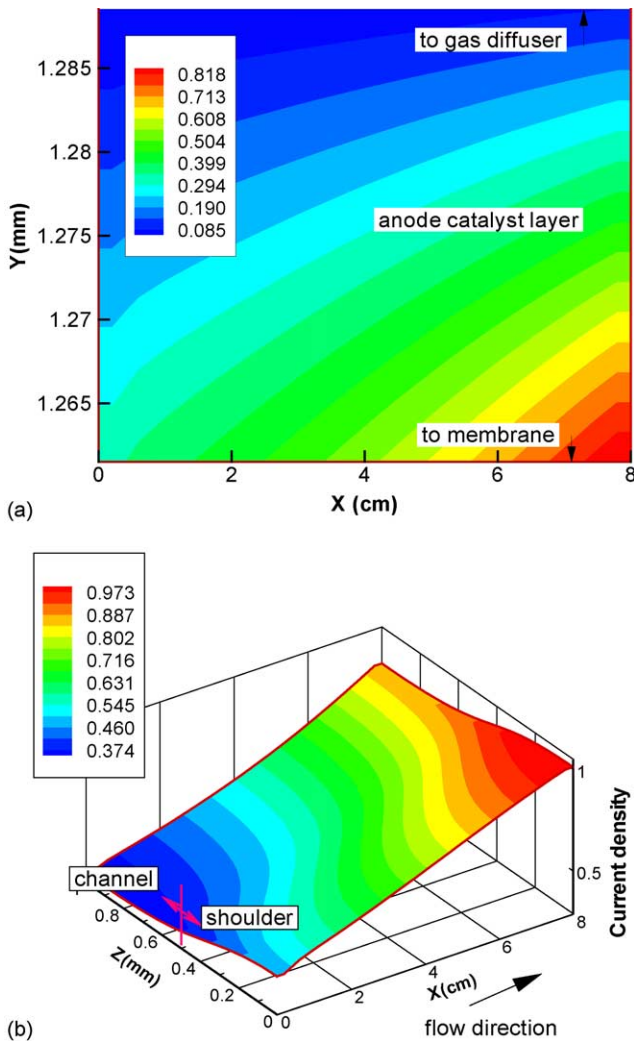 to gas diffuser
1.285
0.818
0.713
0.608
0.504
0.399
0.294
0.190
0.085
1.28
Y(mm)
anode catalyst layer
1.275
1.27
1.265
to membrane
0 2 4 6 8
X (cm)
(a)
0.973
0.887
0.802
0.716
0.631
0.545
0.460
0.374
1
channel
0.5
Current density
0.8
shoulder
0.6
Z(mm)
0.4
8
0.2
6
X(cm)
4
2
0 0
flow direction
(b)